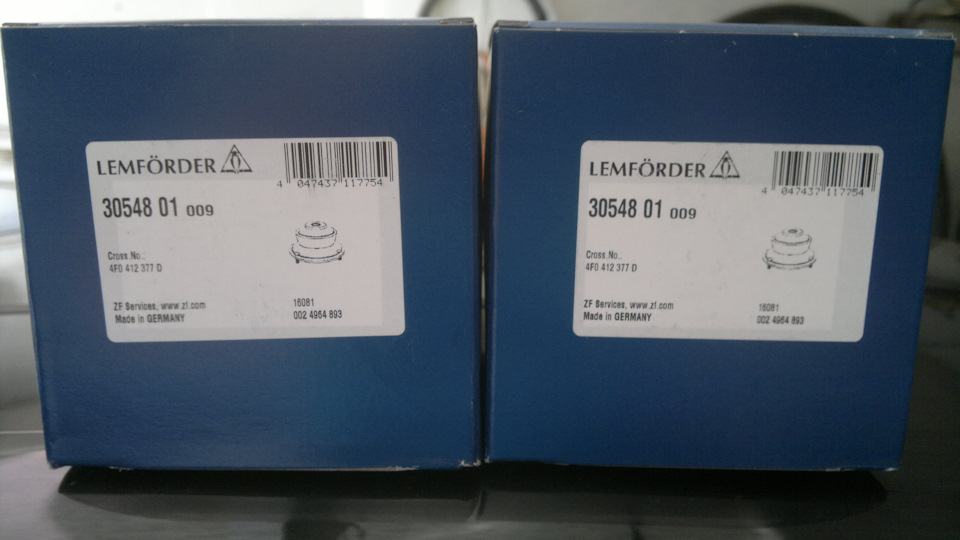 LEMFÖRDER
4 047437 117754
30548 01 009
Cross.No.:
4F0 412 377 D
ZF Services, www.zf.com
Made in GERMANY
16081
002 4964 893
LEMFÖRDER
4 047437 117754
30548 01 009
Cross.No.:
4F0 412 377 D
ZF Services, www.zf.com
Made in GERMANY
16081
002 4964 893